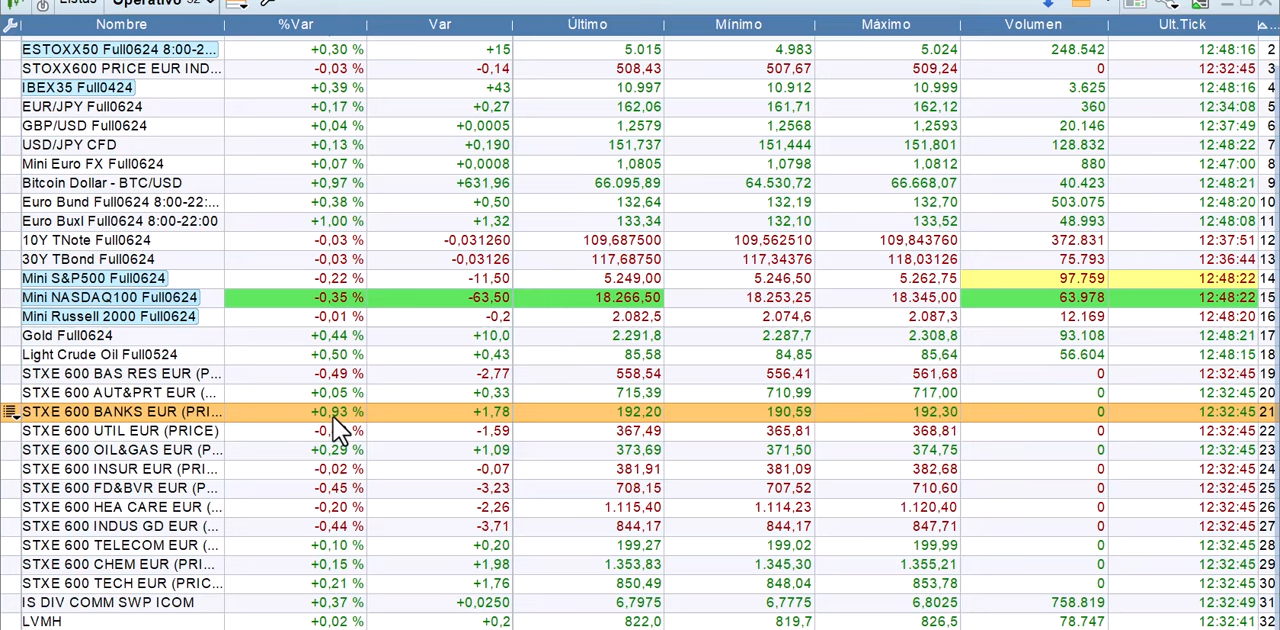 Listas Operativo 32
Nombre %Var Var Último Mínimo Máximo Volumen Ult.Tick
ESTOXX50 Full0624 8:00-2... +0,30 % +15 5.015 4.983 5.024 248.542 12:48:16 2
STOXX600 PRICE EUR IND... -0,03 % -0,14 508,43 507,67 509,24 0 12:32:45 3
IBEX35 Full0424 +0,39 % +43 10.997 10.912 10.999 3.625 12:48:16 4
EUR/JPY Full0624 +0,17 % +0,27 162,06 161,71 162,12 360 12:34:08 5
GBP/USD Full0624 +0,04 % +0,0005 1,2579 1,2568 1,2593 20.146 12:37:49 6
USD/JPY CFD +0,13 % +0,190 151,737 151,444 151,801 128.832 12:48:22 7
Mini Euro FX Full0624 +0,07 % +0,0008 1,0805 1,0798 1,0812 880 12:47:00 8
Bitcoin Dollar - BTC/USD +0,97 % +631,96 66.095,89 64.530,72 66.668,07 40.423 12:48:21 9
Euro Bund Full0624 8:00-22:... +0,38 % +0,50 132,64 132,19 132,70 503.075 12:48:20 10
Euro Buxl Full0624 8:00-22:00 +1,00 % +1,32 133,34 132,10 133,52 48.993 12:48:08 11
10Y TNote Full0624 -0,03 % -0,031260 109,687500 109,562510 109,843760 372.831 12:37:51 12
30Y TBond Full0624 -0,03 % -0,03126 117,68750 117,34376 118,03126 75.793 12:36:44 13
Mini S&P500 Full0624 -0,22 % -11,50 5.249,00 5.246,50 5.262,75 97.759 12:48:22 14
Mini NASDAQ100 Full0624 -0,35 % -63,50 18.266,50 18.253,25 18.345,00 63.978 12:48:22 15
Mini Russell 2000 Full0624 -0,01 % -0,2 2.082,5 2.074,6 2.087,3 12.169 12:48:20 16
Gold Full0624 +0,44 % +10,0 2.291,8 2.287,7 2.308,8 93.108 12:48:21 17
Light Crude Oil Full0524 +0,50 % +0,43 85,58 84,85 85,64 56.604 12:48:15 18
STXE 600 BAS RES EUR (P... -0,49 % -2,77 558,54 556,41 561,68 0 12:32:45 19
STXE 600 AUT&PRT EUR (... +0,05 % +0,33 715,39 710,99 717,00 0 12:32:45 20
STXE 600 BANKS EUR (PRI... +0,93 % +1,78 192,20 190,59 192,30 0 12:32:45 21
STXE 600 UTIL EUR (PRICE) % -1,59 367,49 365,81 368,81 0 12:32:45 22
STXE 600 OIL&GAS EUR (P... +0,29 % +1,09 373,69 371,50 374,75 0 12:32:45 23
STXE 600 INSUR EUR (PRI... -0,02 % -0,07 381,91 381,09 382,68 0 12:32:45 24
STXE 600 FD&BVR EUR (P... -0,45 % -3,23 708,15 707,52 710,60 0 12:32:45 25
STXE 600 HEA CARE EUR (... -0,20 % -2,26 1.115,40 1.114,23 1.120,40 0 12:32:45 26
STXE 600 INDUS GD EUR (... -0,44 % -3,71 844,17 844,17 847,71 0 12:32:45 27
STXE 600 TELECOM EUR (... +0,10 % +0,20 199,27 199,02 199,99 0 12:32:45 28
STXE 600 CHEM EUR (PRI... +0,15 % +1,98 1.353,83 1.345,30 1.355,21 0 12:32:45 29
STXE 600 TECH EUR (PRIC... +0,21 % +1,76 850,49 848,04 853,78 0 12:32:45 30
IS DIV COMM SWP ICOM +0,37 % +0,0250 6,7975 6,7775 6,8025 758.819 12:32:49 31
LVMH +0,02 % +0,2 822,0 819,7 826,5 78.747 12:32:41 32